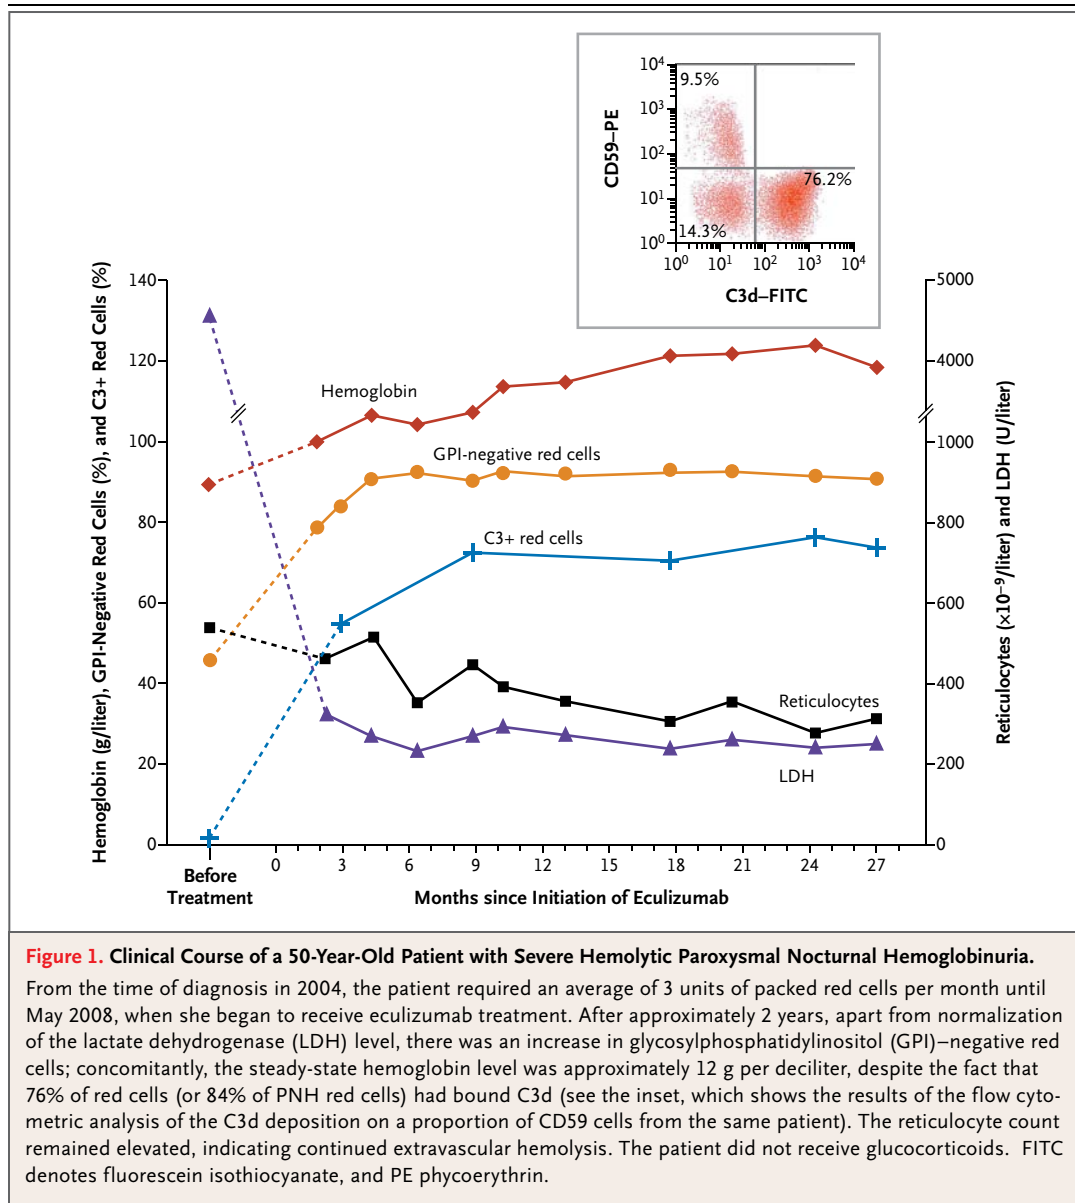 10⁴
9.5%
10³
CD59–PE
10²
76.2%
10¹
14.3%
10⁰
10⁰ 10¹ 10² 10³ 10⁴
C3d–FITC
Hemoglobin (g/liter), GPI-Negative Red Cells (%), and C3+ Red Cells (%)
140
120
100
80
60
40
20
0
Hemoglobin
GPI-negative red cells
C3+ red cells
Reticulocytes
LDH
5000
4000
1000
800
600
400
200
0
Reticulocytes (×10⁻⁹/liter) and LDH (U/liter)
Before
Treatment
0 3 6 9 12 15 18 21 24 27
Months since Initiation of Eculizumab
Figure 1. Clinical Course of a 50-Year-Old Patient with Severe Hemolytic Paroxysmal Nocturnal Hemoglobinuria.
From the time of diagnosis in 2004, the patient required an average of 3 units of packed red cells per month until
May 2008, when she began to receive eculizumab treatment. After approximately 2 years, apart from normalization
of the lactate dehydrogenase (LDH) level, there was an increase in glycosylphosphatidylinositol (GPI)–negative red
cells; concomitantly, the steady-state hemoglobin level was approximately 12 g per deciliter, despite the fact that
76% of red cells (or 84% of PNH red cells) had bound C3d (see the inset, which shows the results of the flow cyto-
metric analysis of the C3d deposition on a proportion of CD59 cells from the same patient). The reticulocyte count
remained elevated, indicating continued extravascular hemolysis. The patient did not receive glucocorticoids. FITC
denotes fluorescein isothiocyanate, and PE phycoerythrin.